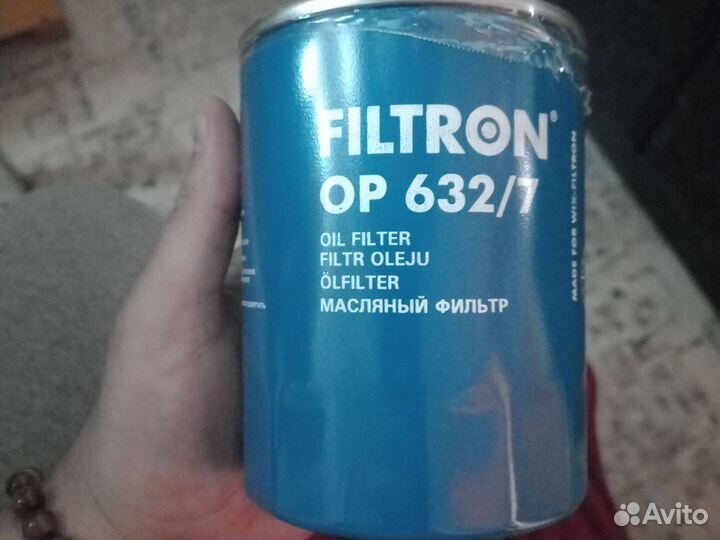 FILTRON®
OP 632/7
OIL FILTER
FILTR OLEJU
ÖLFILTER
МАСЛЯНЫЙ ФИЛЬТР
MADE FOR WIX-FILTRON
Avito